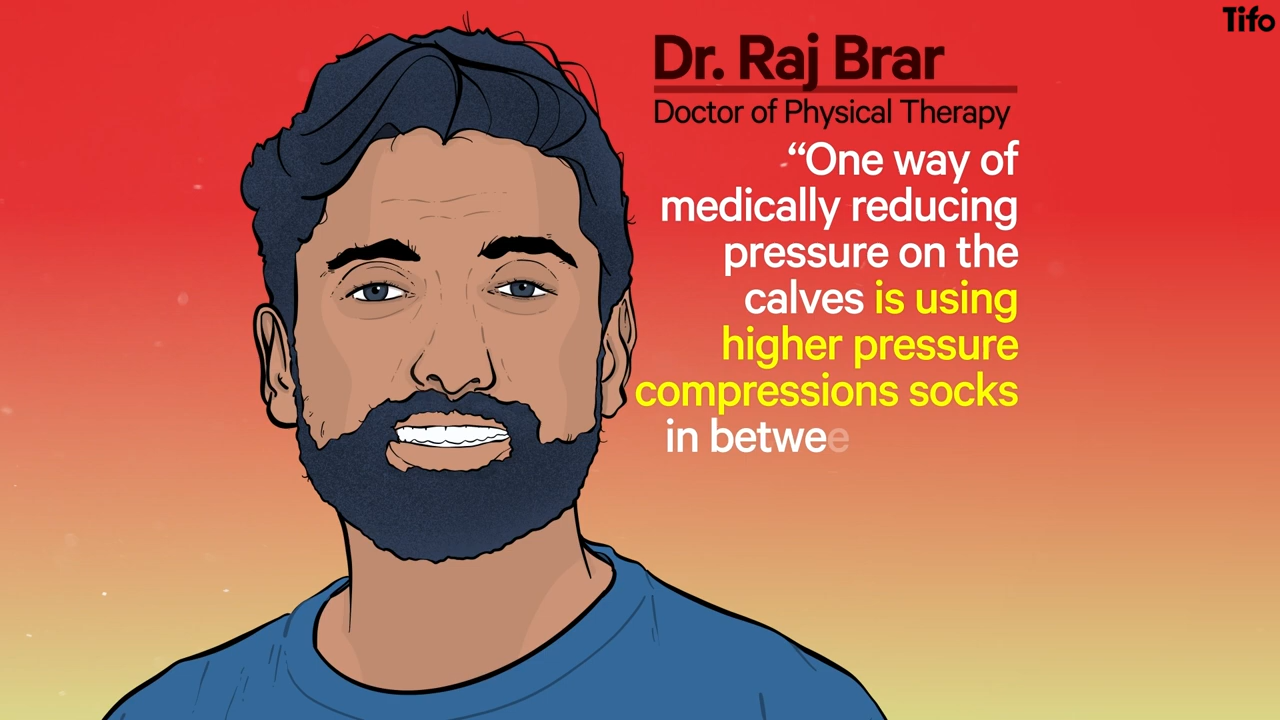 Tifo
Dr. Raj Brar
Doctor of Physical Therapy
“One way of
medically reducing
pressure on the
calves is using
higher pressure
compressions socks
in betwee